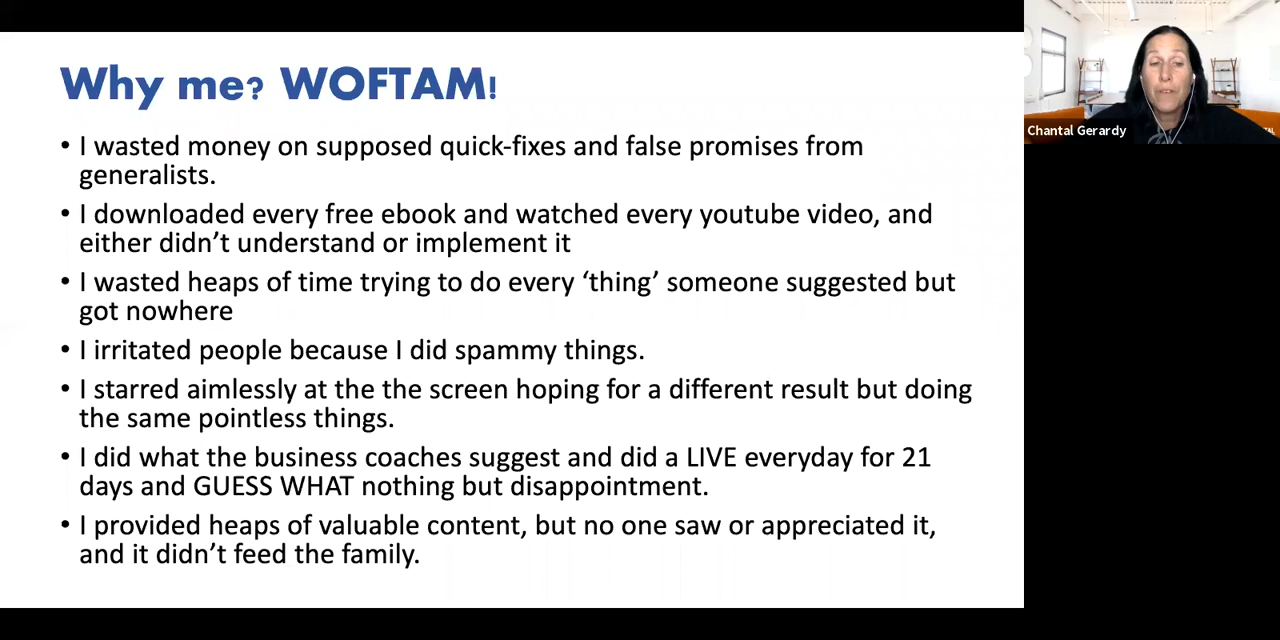 Why me? WOFTAM!
• I wasted money on supposed quick-fixes and false promises from
generalists.
• I downloaded every free ebook and watched every youtube video, and
either didn’t understand or implement it
• I wasted heaps of time trying to do every ‘thing’ someone suggested but
got nowhere
• I irritated people because I did spammy things.
• I starred aimlessly at the the screen hoping for a different result but doing
the same pointless things.
• I did what the business coaches suggest and did a LIVE everyday for 21
days and GUESS WHAT nothing but disappointment.
• I provided heaps of valuable content, but no one saw or appreciated it,
and it didn’t feed the family.
Chantal Gerardy